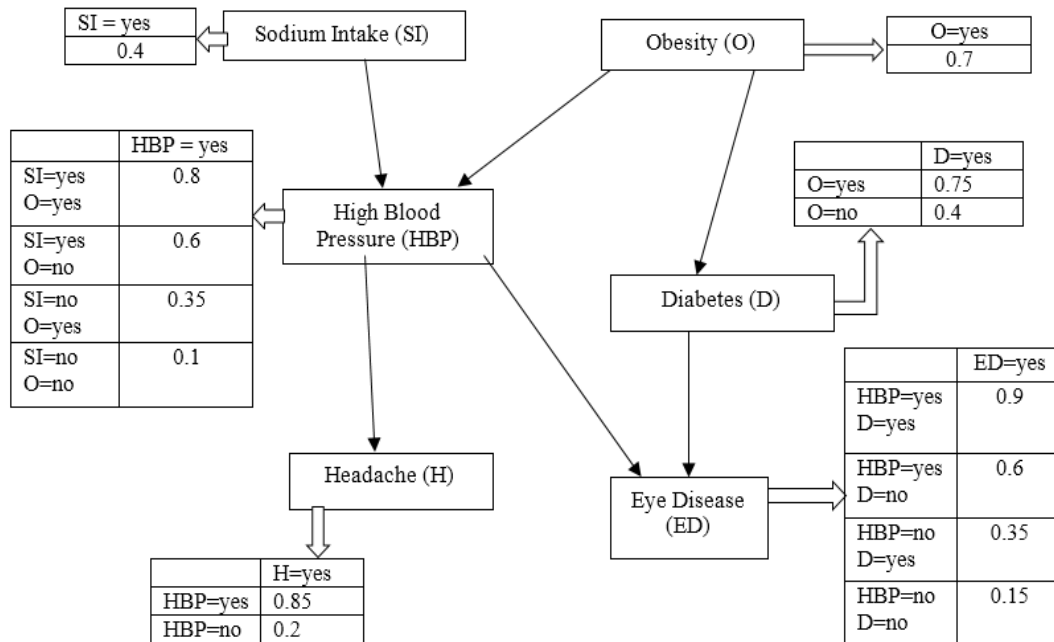 SI = yes
0.4
Sodium Intake (SI)
Obesity (O)
O=yes
0.7
HBP = yes
SI=yes
O=yes
0.8
SI=yes
O=no
0.6
SI=no
O=yes
0.35
SI=no
O=no
0.1
High Blood
Pressure (HBP)
D=yes
O=yes 0.75
O=no 0.4
Diabetes (D)
ED=yes
HBP=yes
D=yes
0.9
HBP=yes
D=no
0.6
HBP=no
D=yes
0.35
HBP=no
D=no
0.15
Headache (H)
Eye Disease
(ED)
H=yes
HBP=yes 0.85
HBP=no 0.2